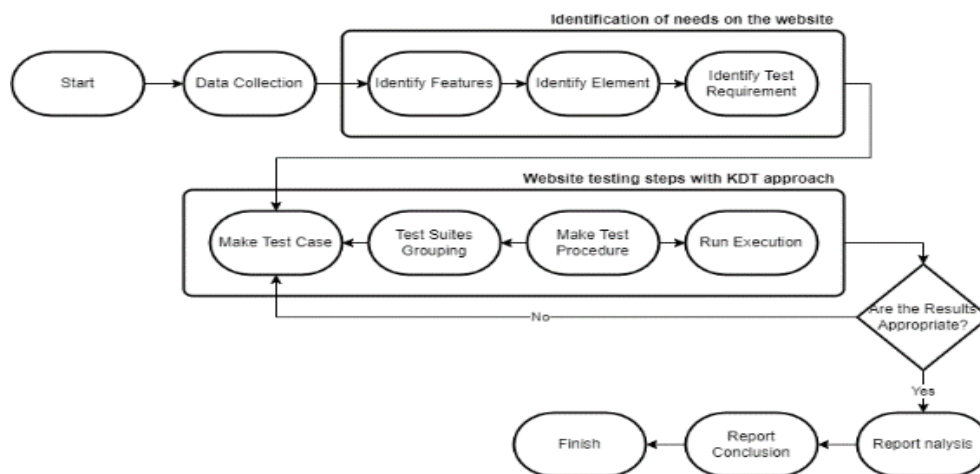 Identification of needs on the website
Start
Data Collection
Identify Features
Identify Element
Identify Test
Requirement
Website testing steps with KDT approach
Make Test Case
Test Suites
Grouping
Make Test
Procedure
Run Execution
Are the Results
Appropriate?
No
Yes
Finish
Report
Conclusion
Report nalysis